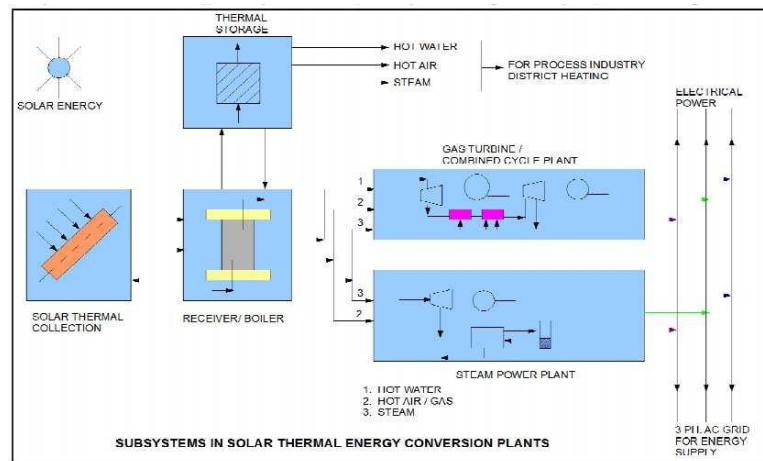 THERMAL
STORAGE
HOT WATER
HOT AIR
STEAM
FOR PROCESS INDUSTRY
DISTRICT HEATING
SOLAR ENERGY
ELECTRICAL
POWER
GAS TURBINE /
COMBINED CYCLE PLANT
1
2
3
SOLAR THERMAL
COLLECTION
RECEIVER/ BOILER
3
2
STEAM POWER PLANT
1. HOT WATER
2. HOT AIR / GAS
3. STEAM
SUBSYSTEMS IN SOLAR THERMAL ENERGY CONVERSION PLANTS
3 PH. AC GRID
FOR ENERGY
SUPPLY